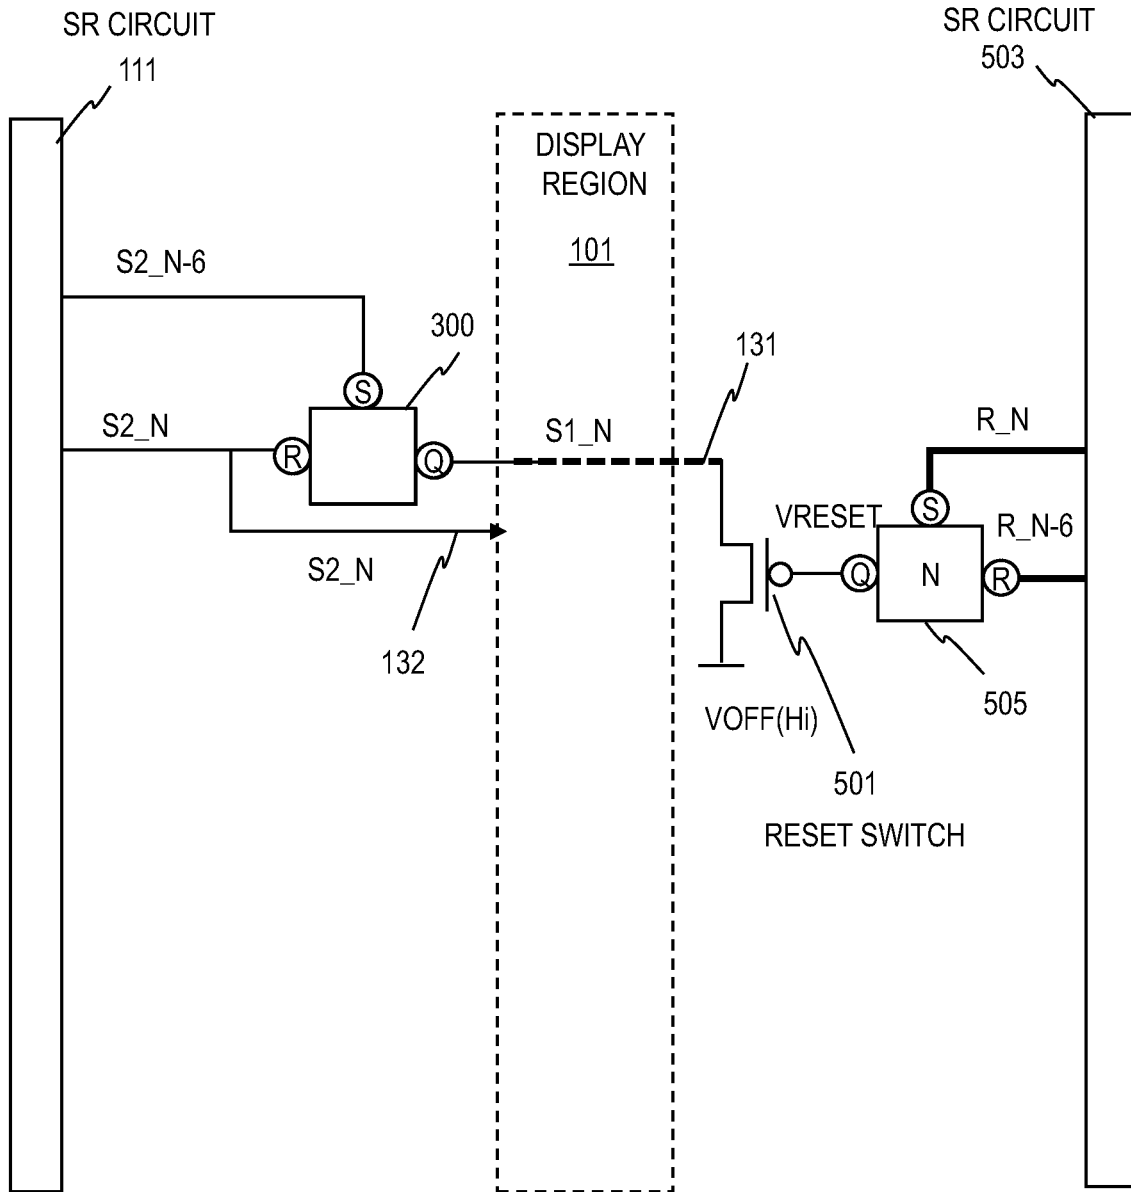 SR CIRCUIT
111
SR CIRCUIT
503
DISPLAY
REGION
101
S2_N-6
300
131
S
S2_N
S1_N
R_N
R
Q
S
VRESET
R_N-6
Q
N
R
S2_N
132
505
VOFF(Hi)
501
RESET SWITCH